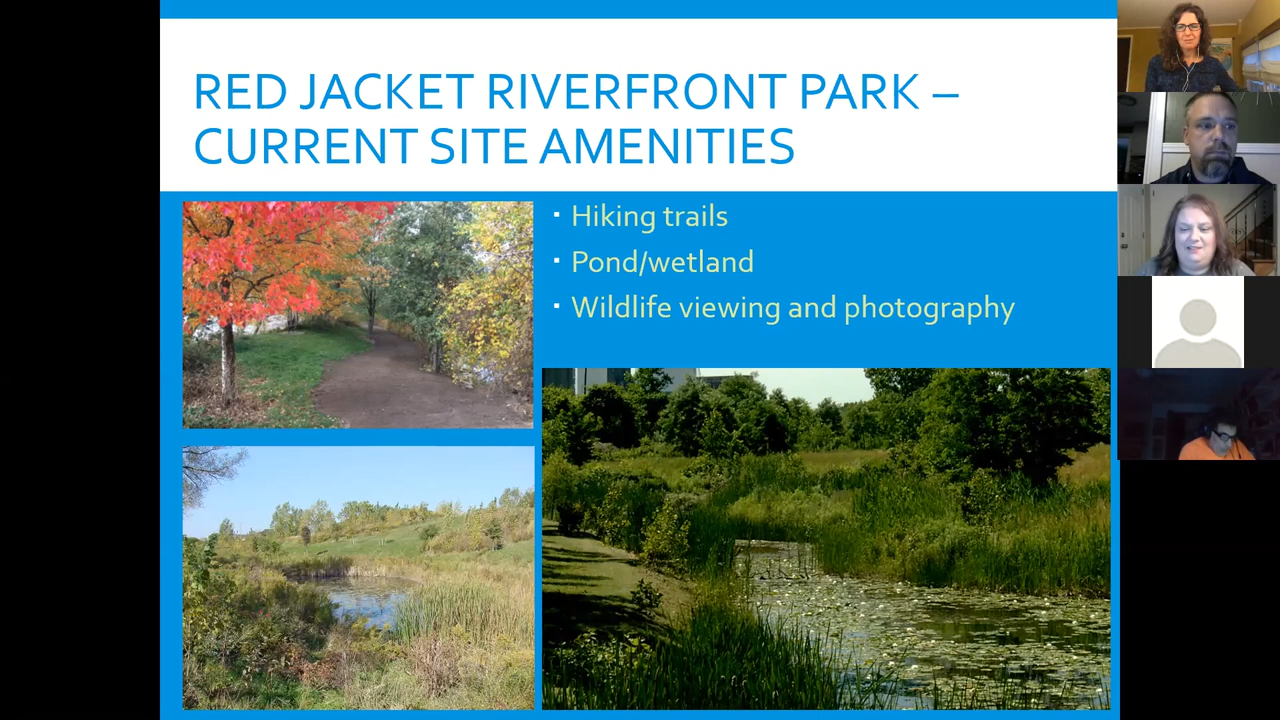 RED JACKET RIVERFRONT PARK –
CURRENT SITE AMENITIES
▪ Hiking trails
▪ Pond/wetland
▪ Wildlife viewing and photography